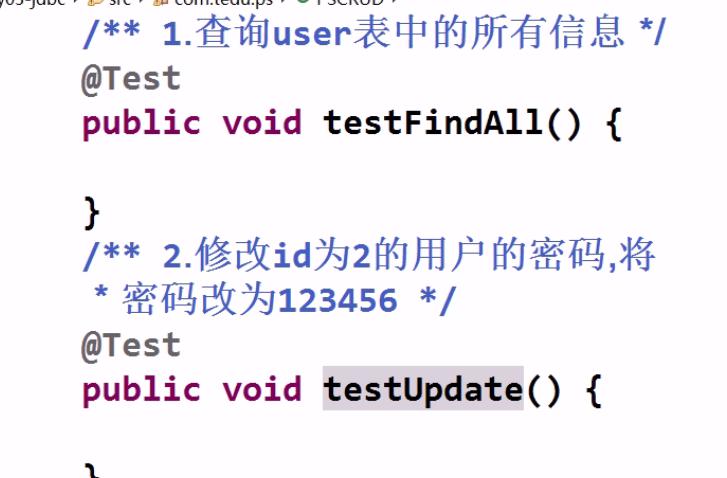 src com.tedu.ps
/** 1.查询user表中的所有信息 */
@Test
public void testFindAll() {
}
/** 2.修改id为2的用户的密码,将
* 密码改为123456 */
@Test
public void testUpdate() {
}